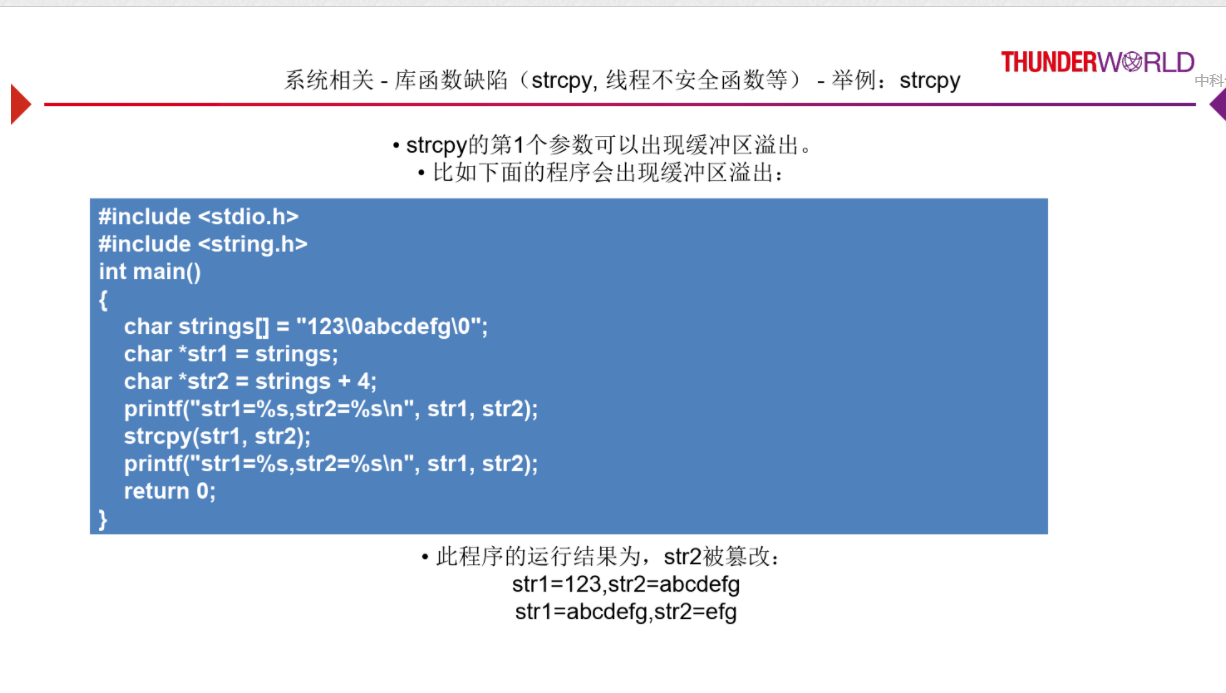 THUNDERWORLD
中科
系统相关 - 库函数缺陷（strcpy, 线程不安全函数等） - 举例：strcpy
• strcpy的第1个参数可以出现缓冲区溢出。
• 比如下面的程序会出现缓冲区溢出：
#include <stdio.h>
#include <string.h>
int main()
{
    char strings[] = "123\0abcdefg\0";
    char *str1 = strings;
    char *str2 = strings + 4;
    printf("str1=%s,str2=%s\n", str1, str2);
    strcpy(str1, str2);
    printf("str1=%s,str2=%s\n", str1, str2);
    return 0;
}
• 此程序的运行结果为，str2被篡改：
str1=123,str2=abcdefg
str1=abcdefg,str2=efg